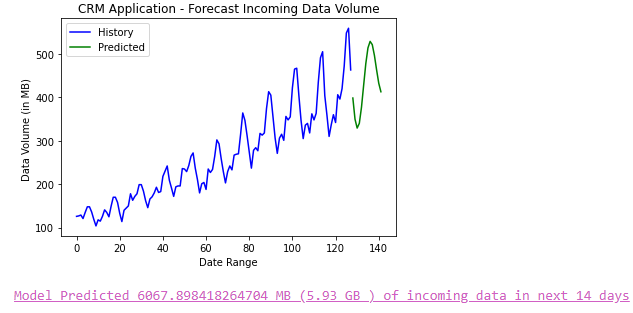 CRM Application - Forecast Incoming Data Volume
History
Predicted
500
400
300
200
100
Data Volume (in MB)
0 20 40 60 80 100 120 140
Date Range
Model Predicted 6067.898418264704 MB (5.93 GB ) of incoming data in next 14 days